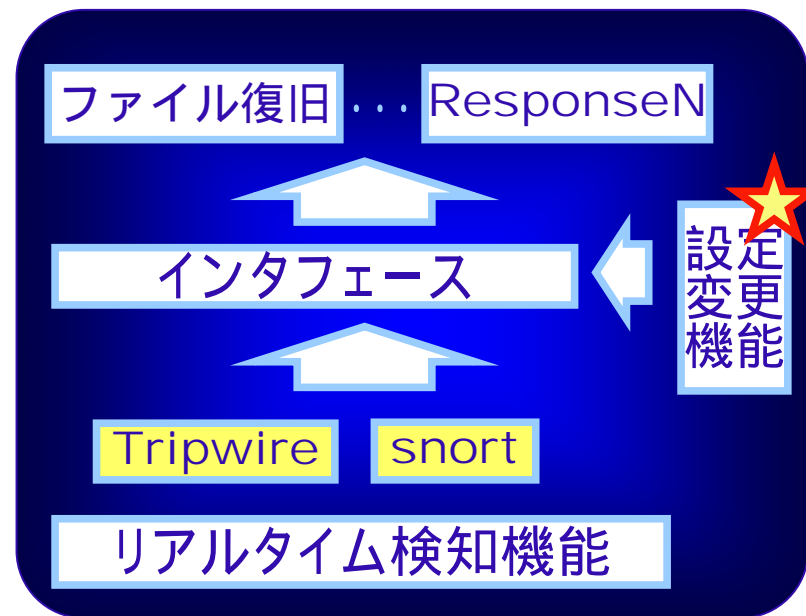 ファイル復旧 ··· ResponseN
インタフェース
設定
変更
機能
Tripwire snort
リアルタイム検知機能